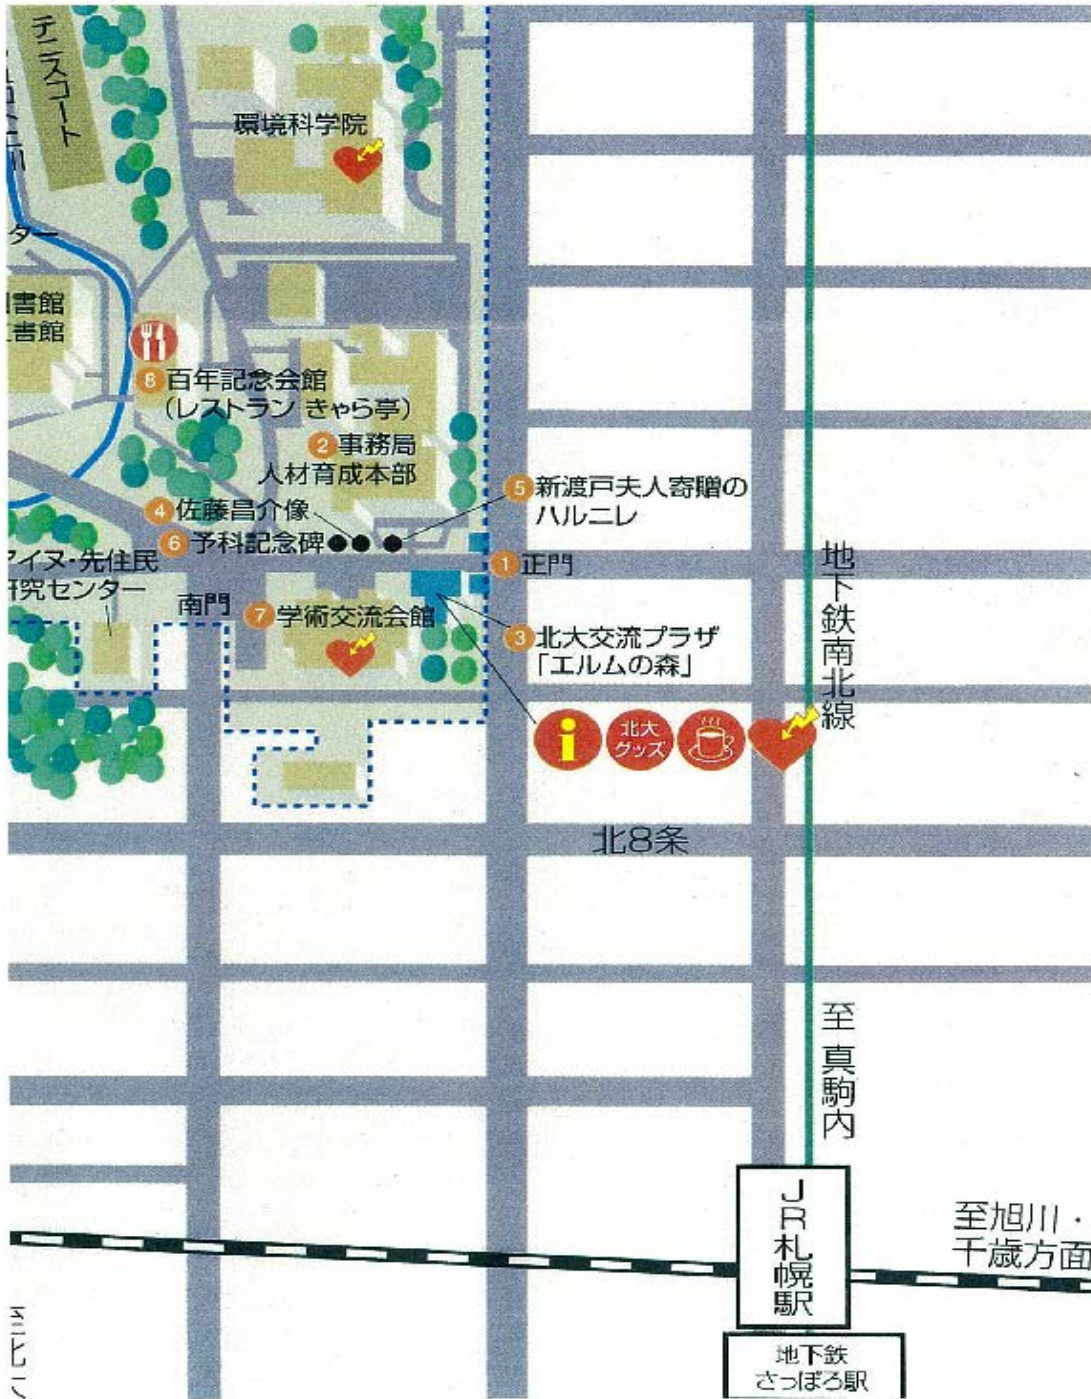 テニスコート
環境科学院
ター
書館
書館
8 百年記念会館
(レストラン きゃら亭)
2 事務局
人材育成本部
5 新渡戸夫人寄贈の
ハルニレ
4 佐藤昌介像
6 予科記念碑
アイヌ・先住民
研究センター
1 正門
南門
7 学術交流会館
3 北大交流プラザ
「エルムの森」
地下鉄南北線
i
北大
グッズ
北8条
至 真駒内
JR札幌駅
至旭川・
千歳方面
地下鉄
さっぽろ駅